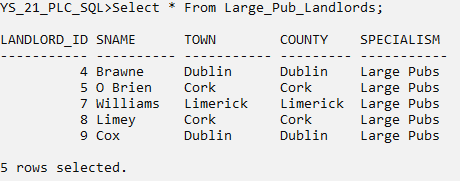 YS_21_PLC_SQL>Select * From Large_Pub_Landlords;
LANDLORD_ID SNAME      TOWN       COUNTY    SPECIALISM
----------- ---------- ---------- --------- -----------
          4 Brawne     Dublin     Dublin    Large Pubs
          5 O Brien    Cork       Cork      Large Pubs
          7 Williams   Limerick   Limerick  Large Pubs
          8 Limey      Cork       Cork      Large Pubs
          9 Cox        Dublin     Dublin    Large Pubs
5 rows selected.